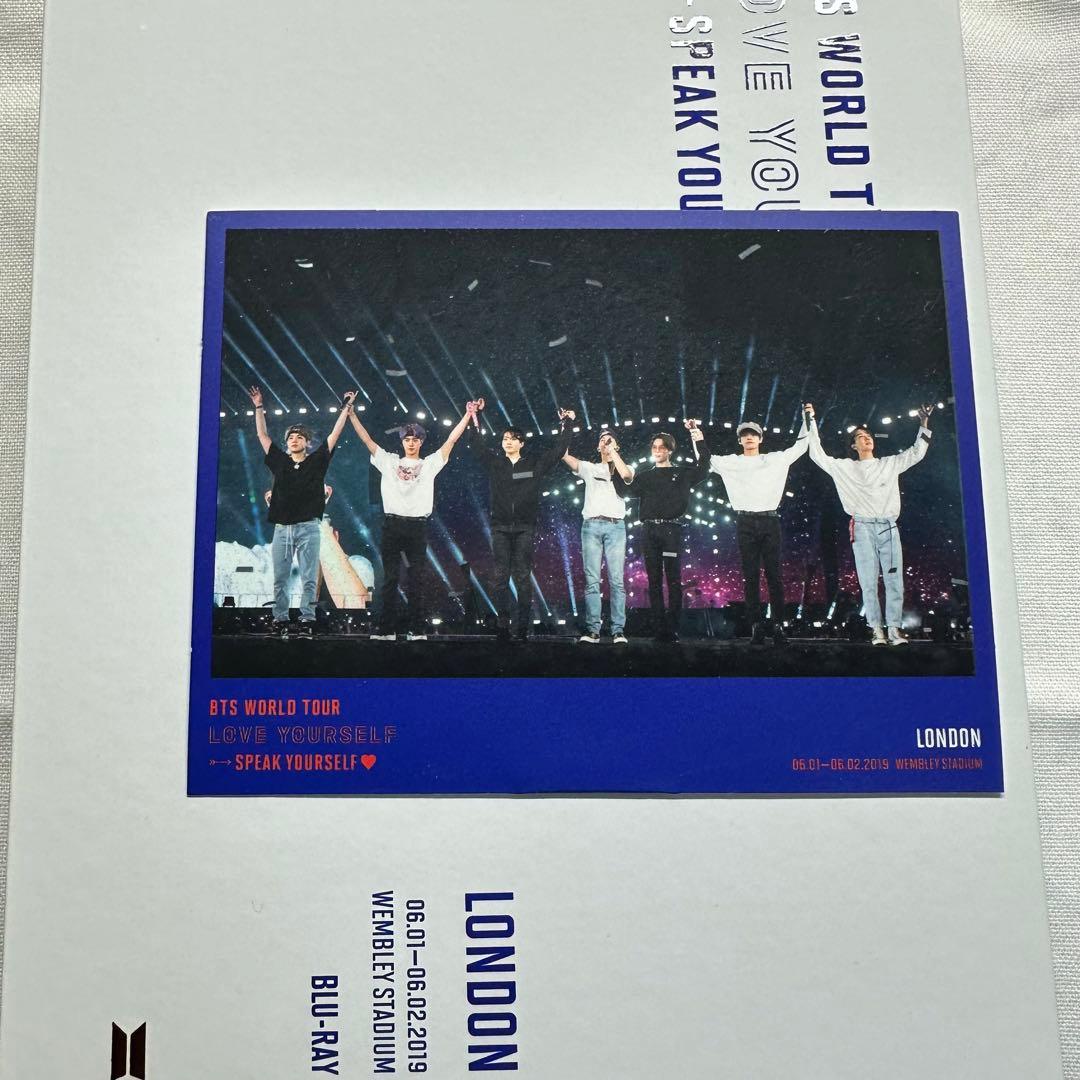 S WORLD T
OVE YOU
SPEAK YOU
BTS WORLD TOUR
LOVE YOURSELF
SPEAK YOURSELF♥
LONDON
06.01–06.02.2019 WEMBLEY STADIUM
LONDON
06.01–06.02.2019
WEMBLEY STADIUM
BLU-RAY